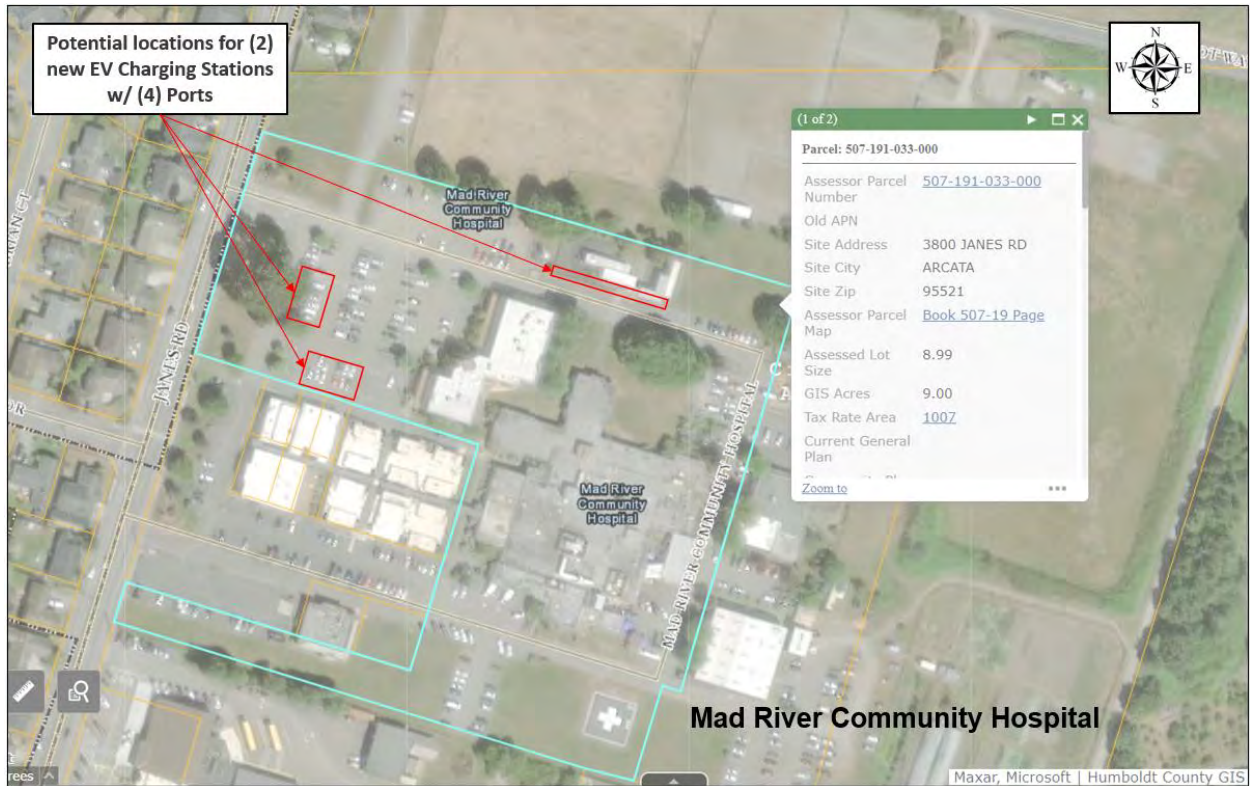 Potential locations for (2)
new EV Charging Stations
w/ (4) Ports
N
W
E
S
(1 of 2)
Parcel: 507-191-033-000
Assessor Parcel Number 507-191-033-000
Old APN
Site Address 3800 JANES RD
Site City ARCATA
Site Zip 95521
Assessor Parcel Map Book 507-19 Page
Assessed Lot Size 8.99
GIS Acres 9.00
Tax Rate Area 1007
Current General Plan
Zoom to
Mad River
Community
Hospital
JANES RD
Mad River
Community
Hospital
MAD RIVER COMMUNITY HOSPITAL
Mad River Community Hospital
Maxar, Microsoft | Humboldt County GIS